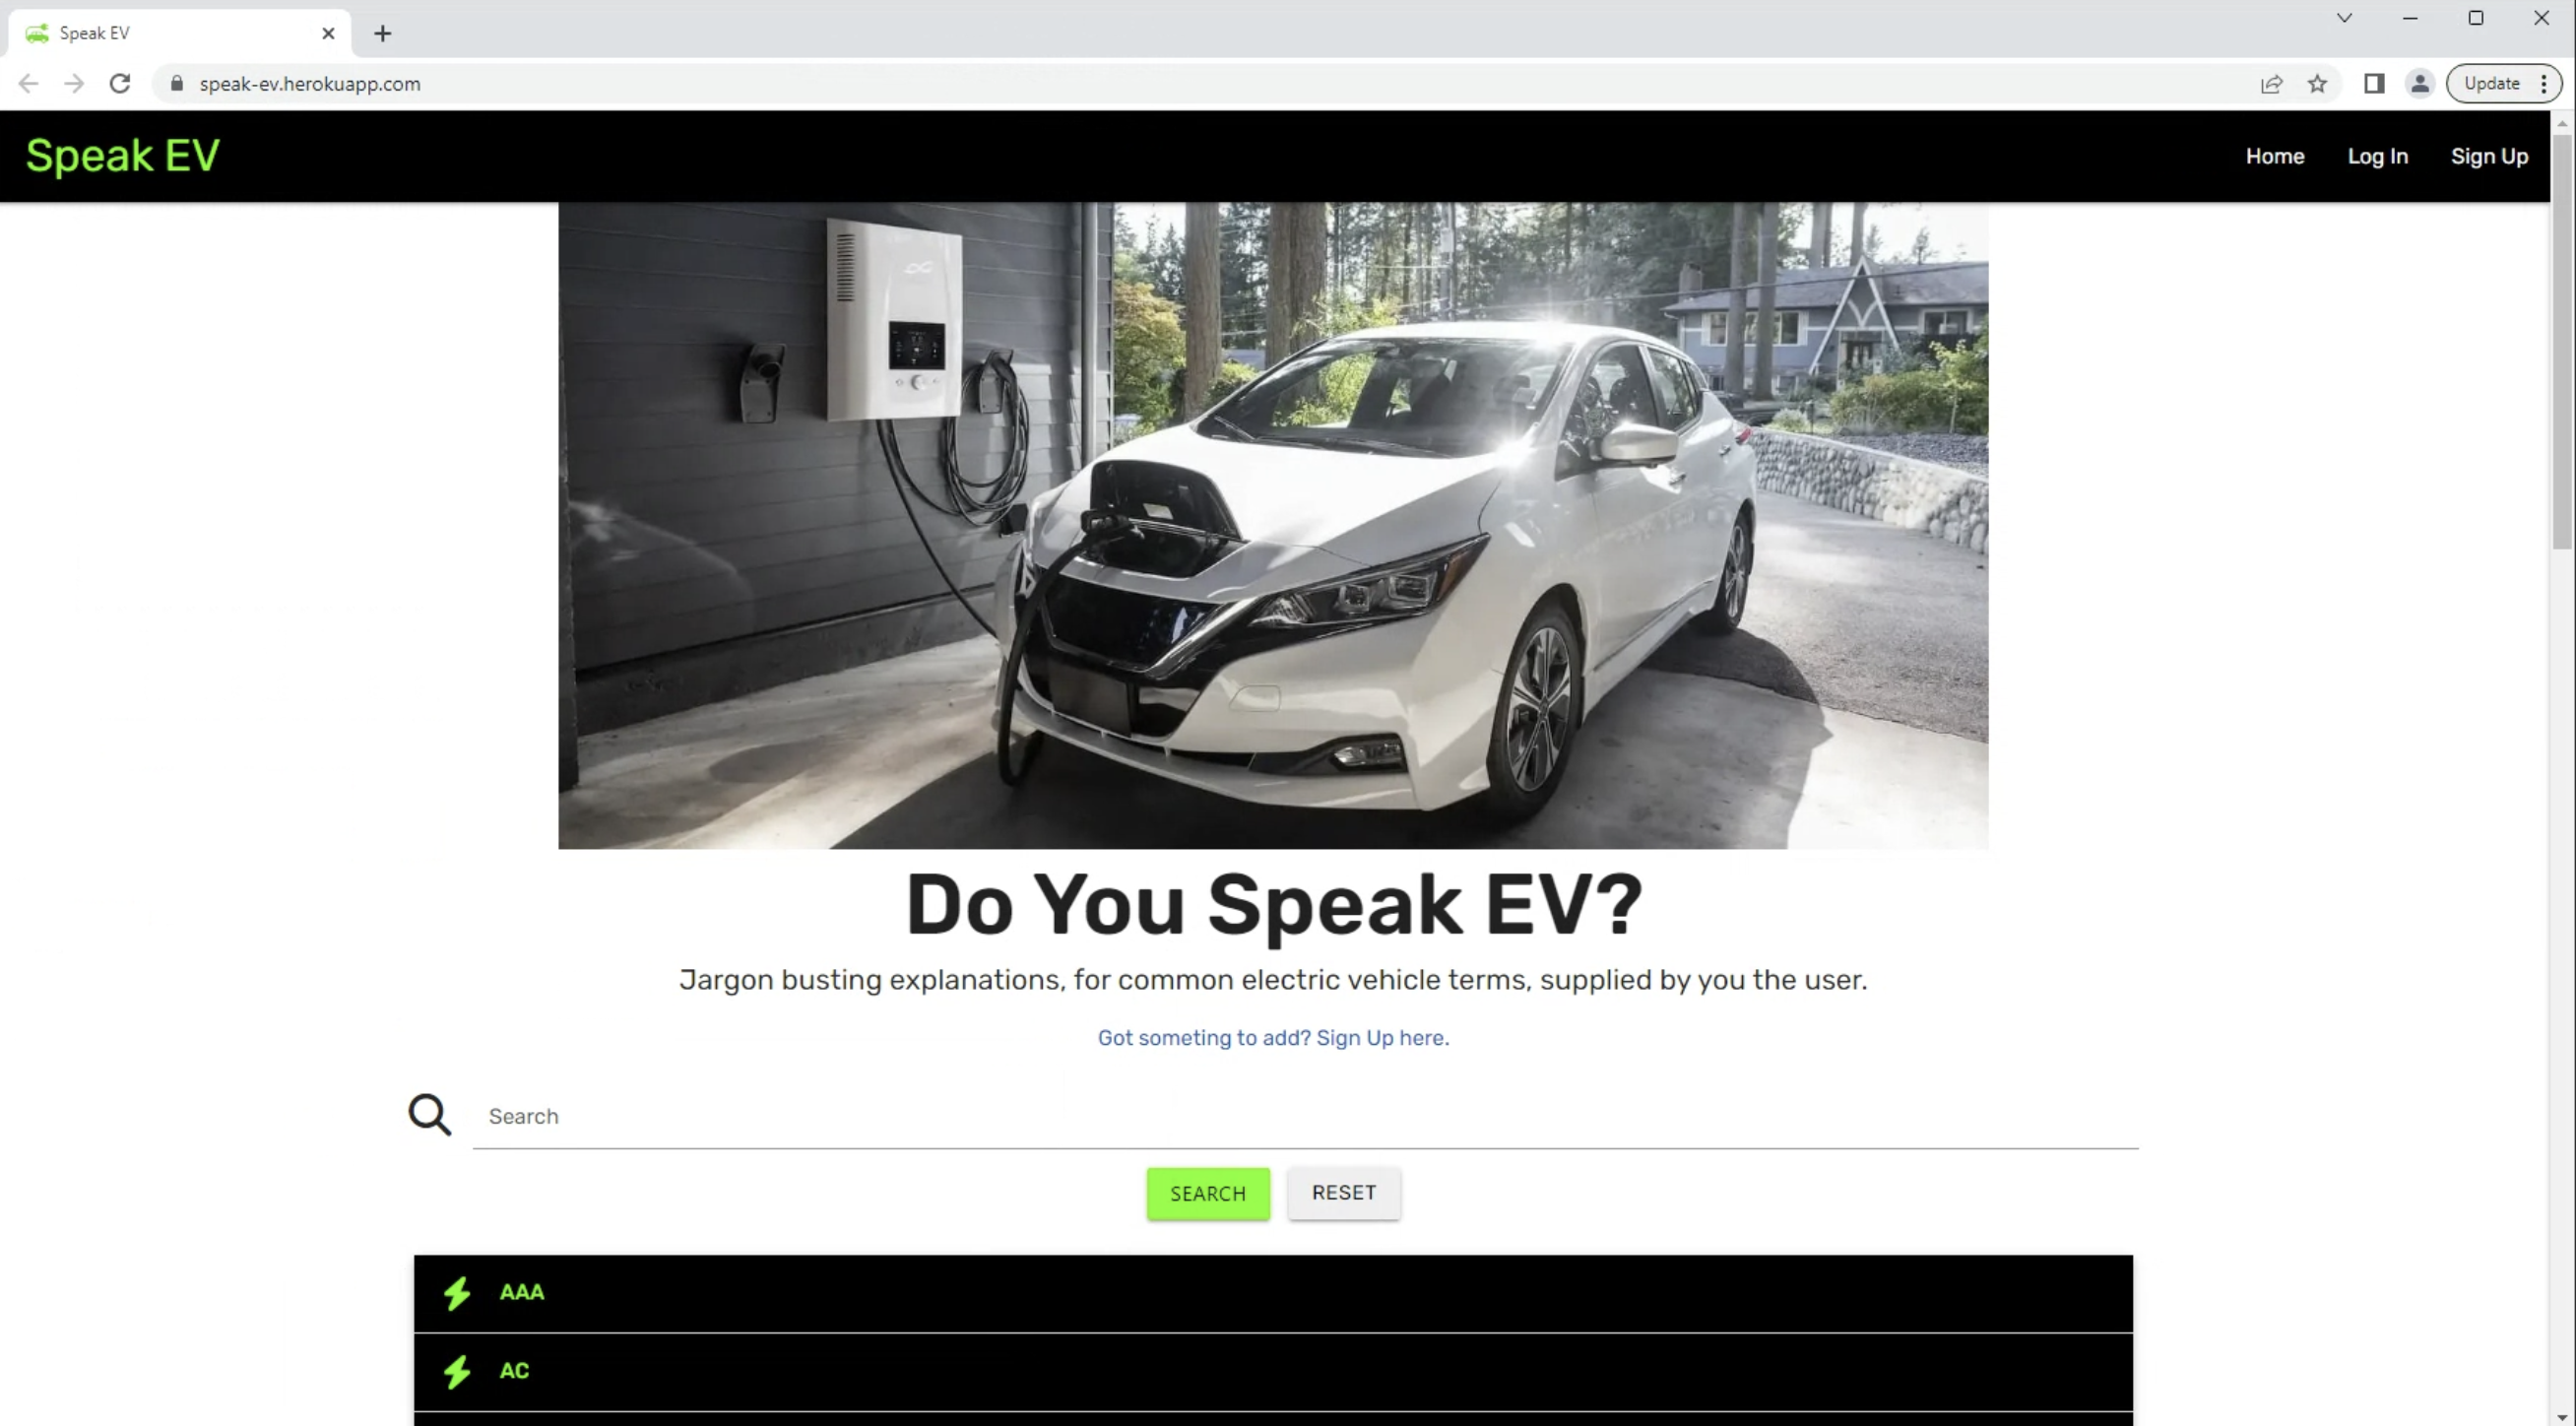 Speak EV
speak-ev.herokuapp.com
Update
Speak EV
Home Log In Sign Up
Do You Speak EV?
Jargon busting explanations, for common electric vehicle terms, supplied by you the user.
Got someting to add? Sign Up here.
Search
SEARCH RESET
AAA
AC